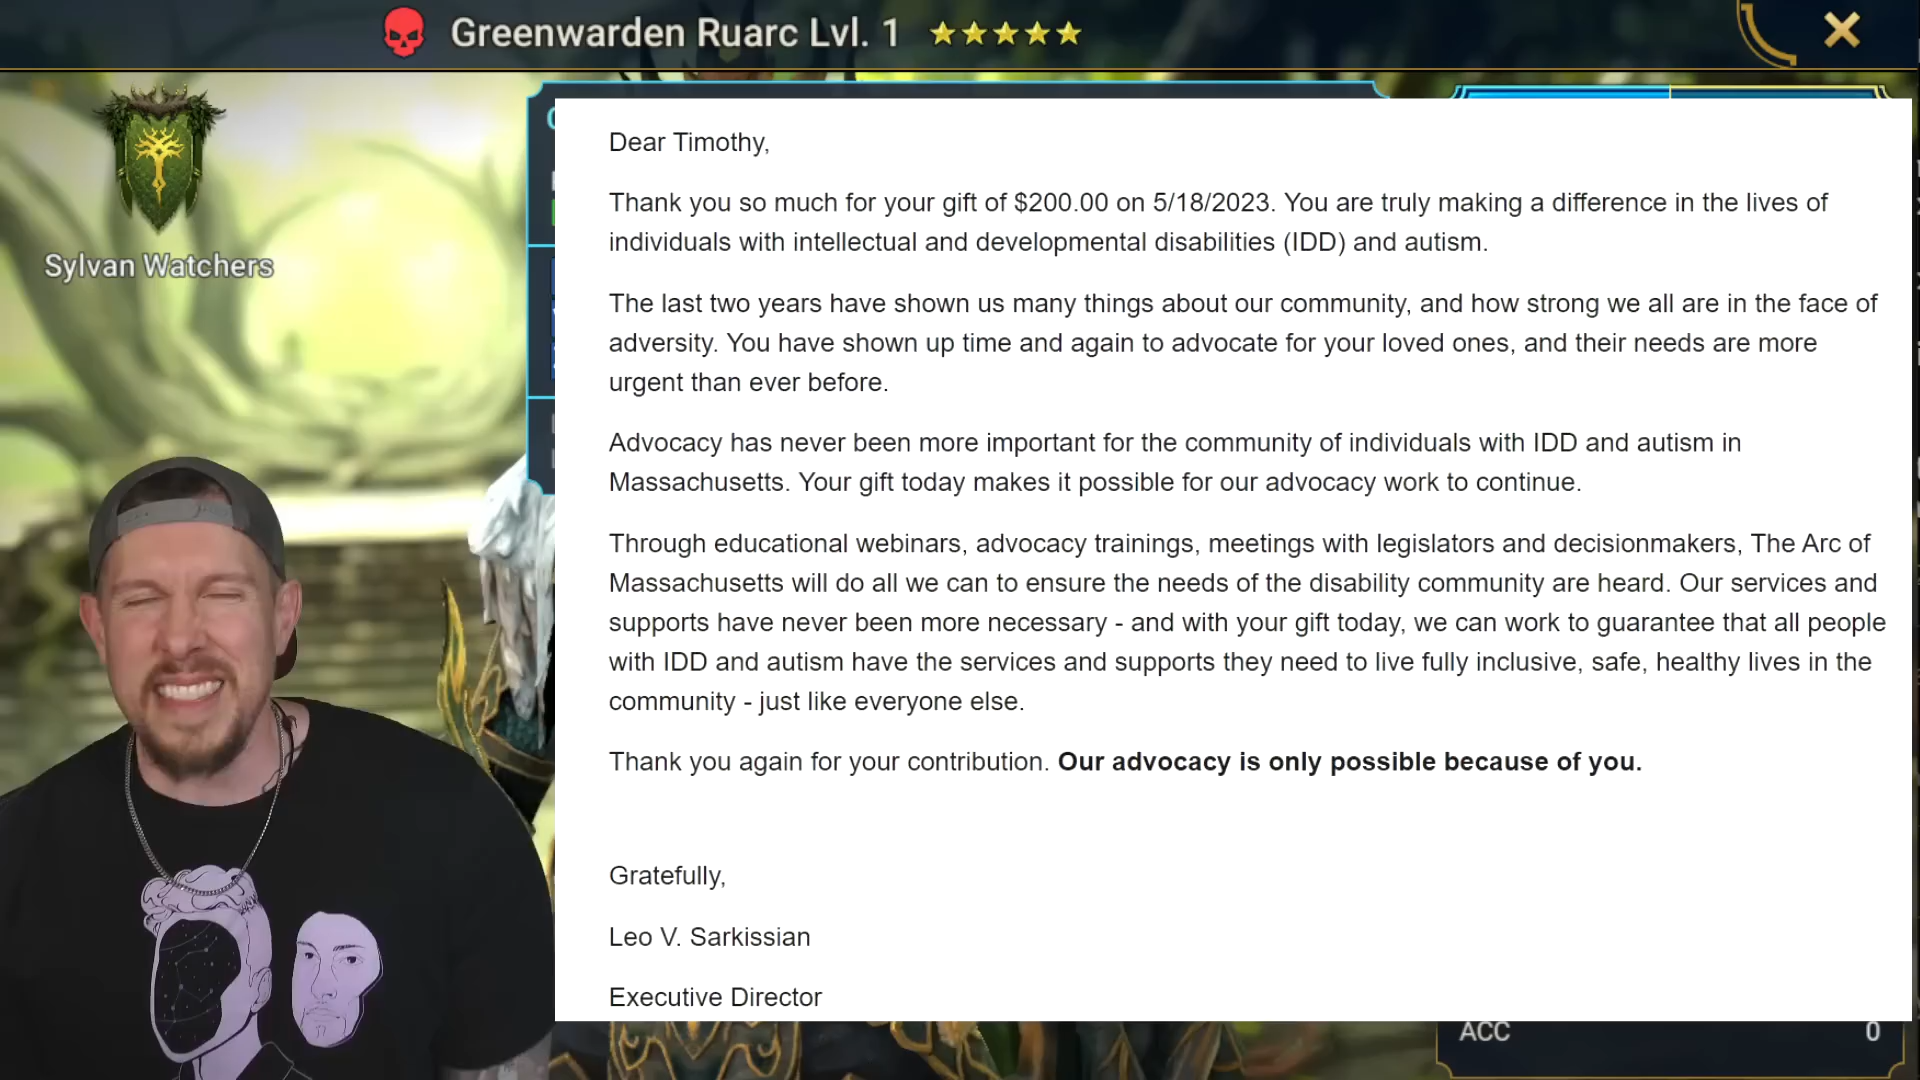 Greenwarden Ruarc Lvl. 1
Sylvan Watchers
Dear Timothy,
Thank you so much for your gift of $200.00 on 5/18/2023. You are truly making a difference in the lives of
individuals with intellectual and developmental disabilities (IDD) and autism.
The last two years have shown us many things about our community, and how strong we all are in the face of
adversity. You have shown up time and again to advocate for your loved ones, and their needs are more
urgent than ever before.
Advocacy has never been more important for the community of individuals with IDD and autism in
Massachusetts. Your gift today makes it possible for our advocacy work to continue.
Through educational webinars, advocacy trainings, meetings with legislators and decisionmakers, The Arc of
Massachusetts will do all we can to ensure the needs of the disability community are heard. Our services and
supports have never been more necessary - and with your gift today, we can work to guarantee that all people
with IDD and autism have the services and supports they need to live fully inclusive, safe, healthy lives in the
community - just like everyone else.
Thank you again for your contribution. Our advocacy is only possible because of you.
Gratefully,
Leo V. Sarkissian
Executive Director
ACC 0